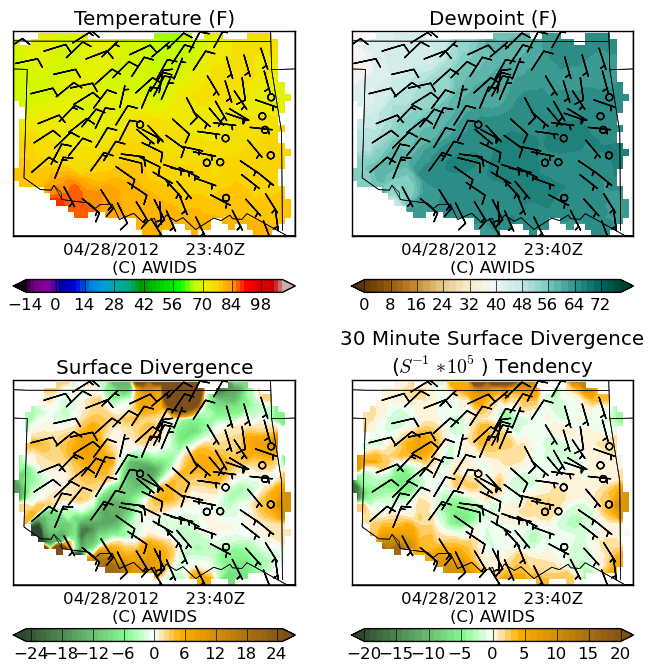 Temperature (F)
Dewpoint (F)
04/28/2012 23:40Z
(C) AWIDS
04/28/2012 23:40Z
(C) AWIDS
−14 0 14 28 42 56 70 84 98
0 8 16 24 32 40 48 56 64 72
Surface Divergence
30 Minute Surface Divergence
(S⁻¹ *10⁵ ) Tendency
04/28/2012 23:40Z
(C) AWIDS
04/28/2012 23:40Z
(C) AWIDS
−24 −18 −12 −6 0 6 12 18 24
−20 −15 −10 −5 0 5 10 15 20